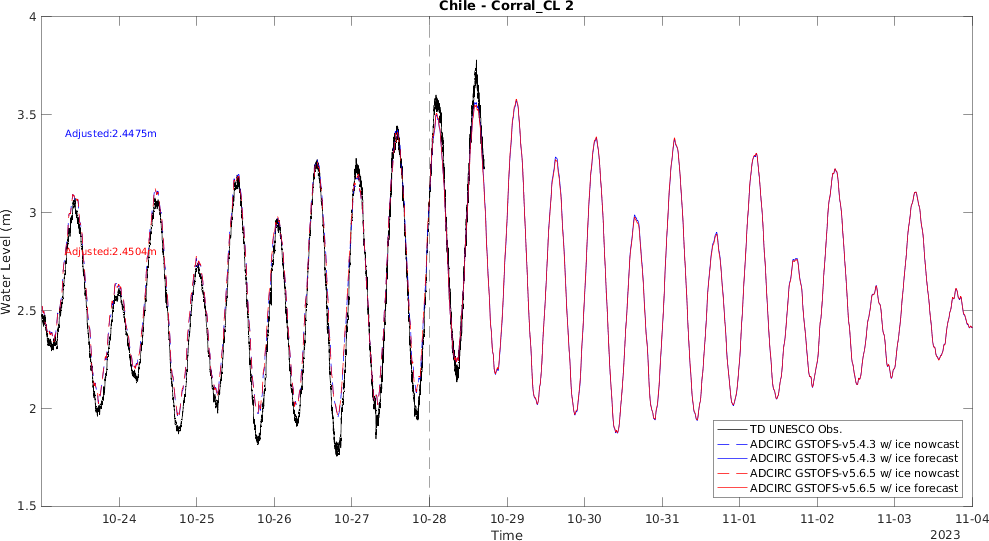 Chile - Corral_CL 2
4
3.5
3
2.5
2
1.5
Water Level (m)
Adjusted:2.4475m
Adjusted:2.4504m
TD UNESCO Obs.
ADCIRC GSTOFS-v5.4.3 w/ ice nowcast
ADCIRC GSTOFS-v5.4.3 w/ ice forecast
ADCIRC GSTOFS-v5.6.5 w/ ice nowcast
ADCIRC GSTOFS-v5.6.5 w/ ice forecast
10-24 10-25 10-26 10-27 10-28 10-29 10-30 10-31 11-01 11-02 11-03 11-04
Time
2023